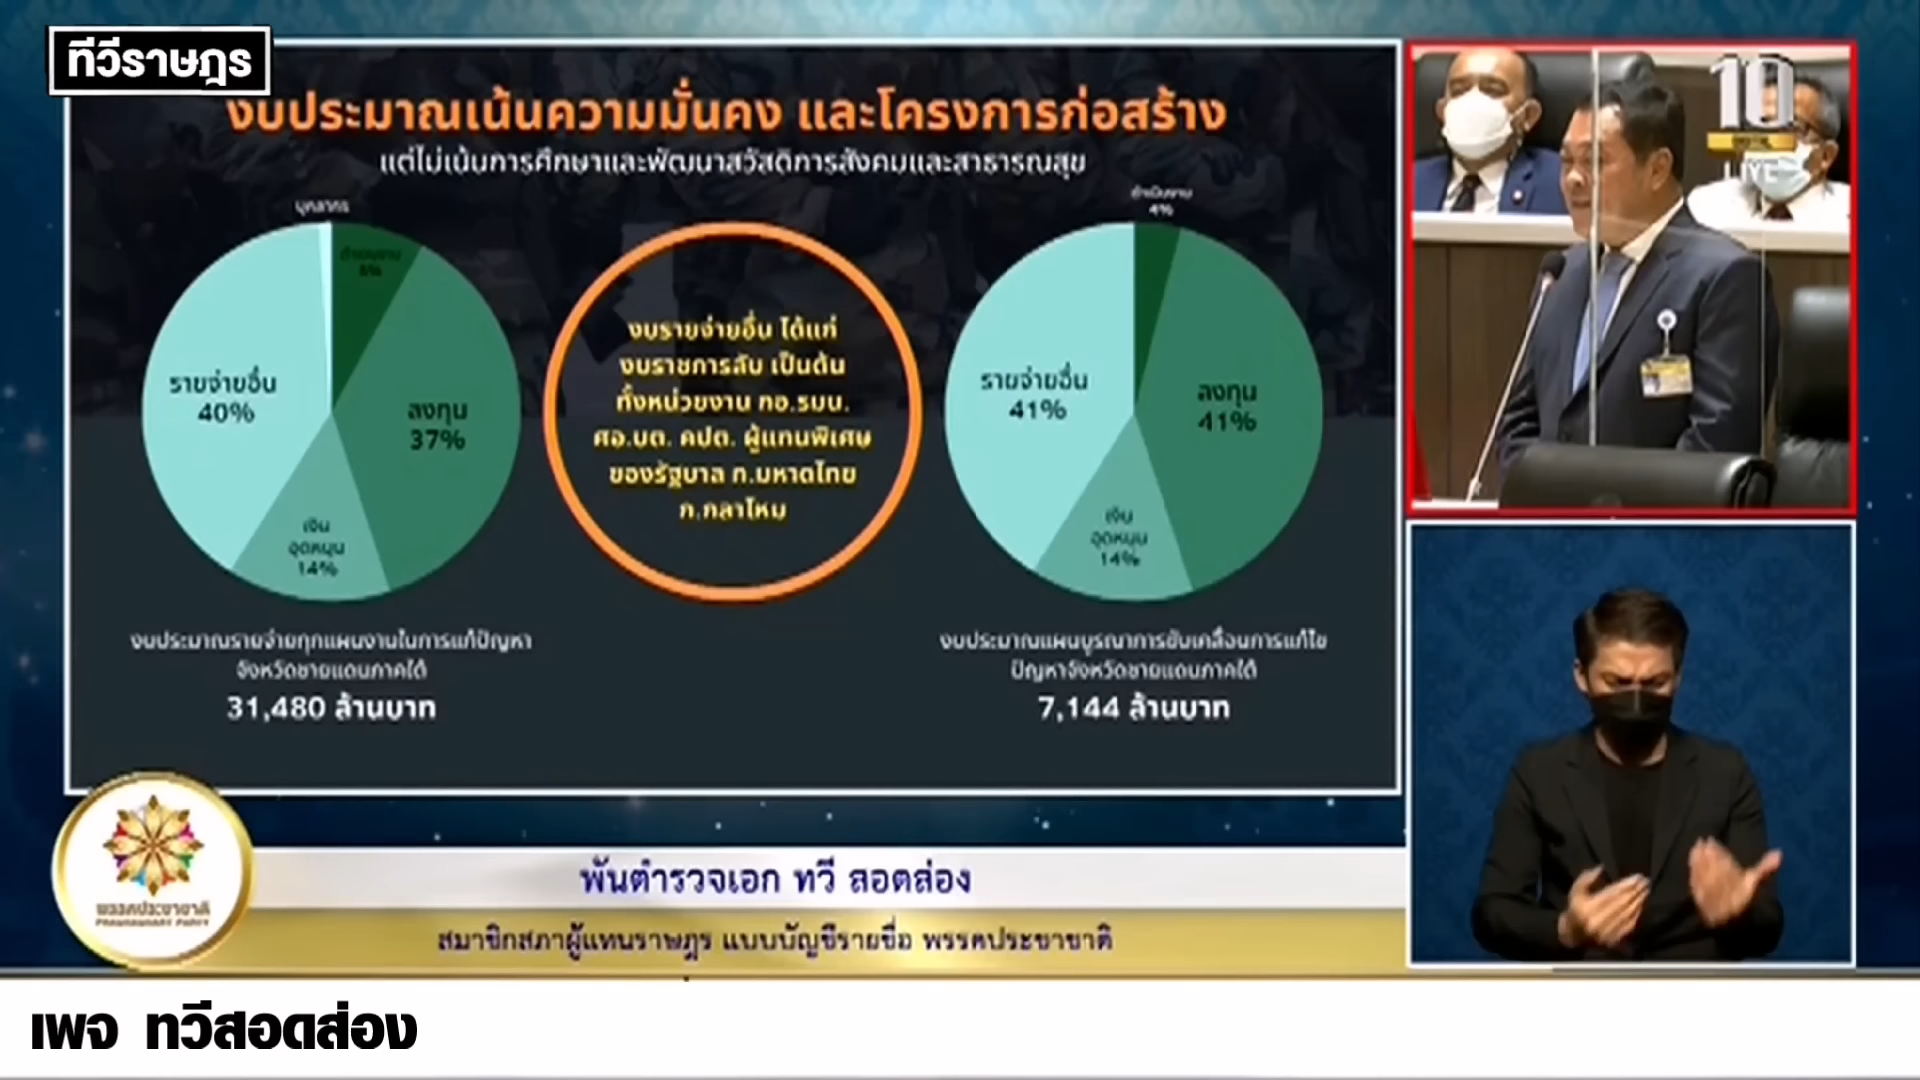 ทีวีราษฎร
งบประมาณเน้นความมั่นคง และโครงการก่อสร้าง
แต่ไม่เน้นการศึกษาและพัฒนาสวัสดิการสังคมและสาธารณสุข
บุคลากร
ดำเนินงาน
8%
รายจ่ายอื่น
40%
ลงทุน
37%
เงิน
อุดหนุน
14%
งบประมาณรายจ่ายทุกแผนงานในการแก้ปัญหา
จังหวัดชายแดนภาคใต้
31,480 ล้านบาท
งบรายจ่ายอื่น ได้แก่
งบราชการลับ เป็นต้น
ทั้งหน่วยงาน กอ.รมน.
ศอ.บต. คปต. ผู้แทนพิเศษ
ของรัฐบาล ก.มหาดไทย
ก.กลาโหม
ดำเนินงาน
4%
รายจ่ายอื่น
41%
ลงทุน
41%
เงิน
อุดหนุน
14%
งบประมาณแผนบูรณาการขับเคลื่อนการแก้ไข
ปัญหาจังหวัดชายแดนภาคใต้
7,144 ล้านบาท
10
LIVE
พรรคประชาชาติ
PRACHACHART PARTY
พันตำรวจเอก ทวี สอดส่อง
สมาชิกสภาผู้แทนราษฎร แบบบัญชีรายชื่อ พรรคประชาชาติ
เพจ ทวีสอดส่อง